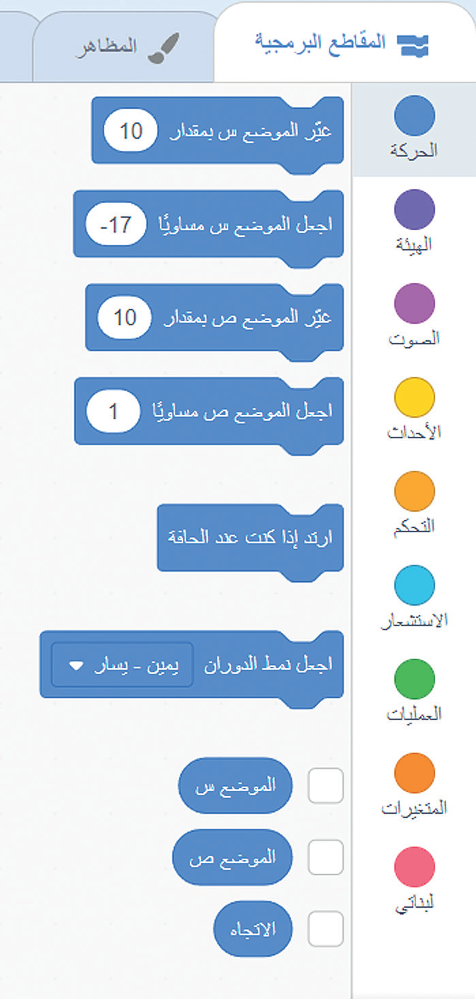 المقاطع البرمجية
المظاهر
الحركة
الهيئة
الصوت
الأحداث
التحكم
الاستشعار
العمليات
المتغيرات
لبناتي
غيّر الموضع س بمقدار 10
اجعل الموضع س مساويًا -17
غيّر الموضع ص بمقدار 10
اجعل الموضع ص مساويًا 1
ارتد إذا كنت عند الحافة
اجعل نمط الدوران يمين - يسار
الموضع س
الموضع ص
الاتجاه